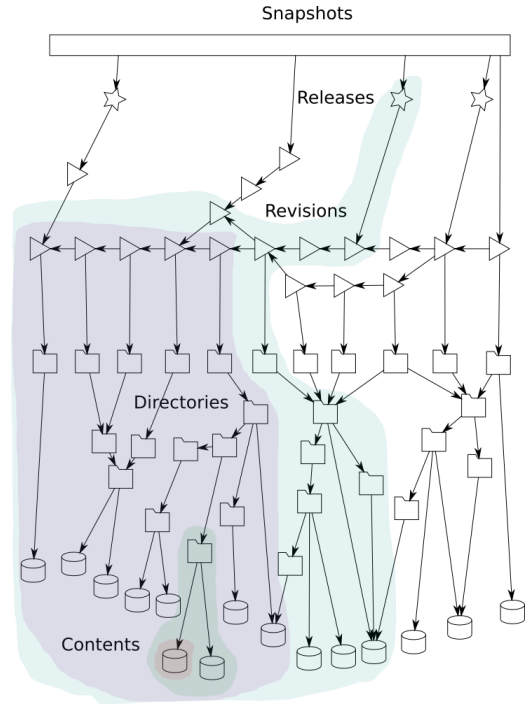 Snapshots
Releases
Revisions
Directories
Contents